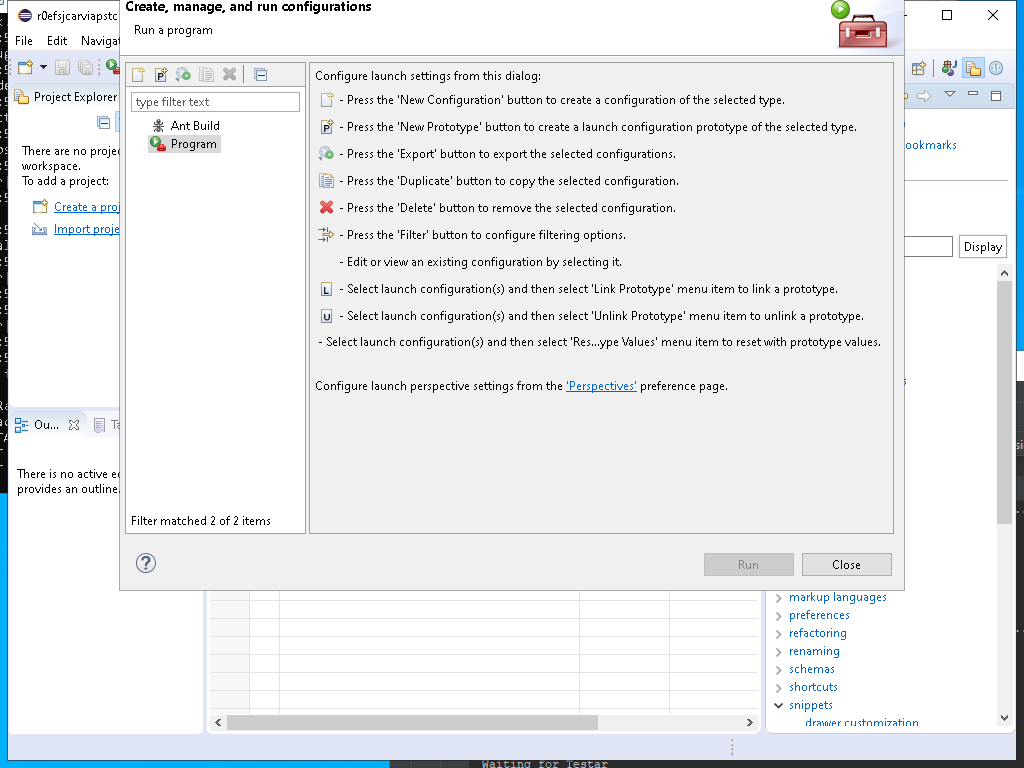 r0efsjcarviapstc
Create, manage, and run configurations
Run a program
File Edit Naviga
Project Explorer
type filter text
Ant Build
Program
Filter matched 2 of 2 items
Configure launch settings from this dialog:
- Press the 'New Configuration' button to create a configuration of the selected type.
- Press the 'New Prototype' button to create a launch configuration prototype of the selected type.
- Press the 'Export' button to export the selected configurations.
- Press the 'Duplicate' button to copy the selected configuration.
- Press the 'Delete' button to remove the selected configuration.
- Press the 'Filter' button to configure filtering options.
- Edit or view an existing configuration by selecting it.
L - Select launch configuration(s) and then select 'Link Prototype' menu item to link a prototype.
U - Select launch configuration(s) and then select 'Unlink Prototype' menu item to unlink a prototype.
- Select launch configuration(s) and then select 'Res...ype Values' menu item to reset with prototype values.
Configure launch perspective settings from the 'Perspectives' preference page.
Run
Close
There are no projec
workspace.
To add a project:
Create a proj
Import proje
Ou...
Ta
There is no active e
provides an outline.
ookmarks
Display
markup languages
preferences
refactoring
renaming
schemas
shortcuts
snippets
drawer customization
Waiting for Testar